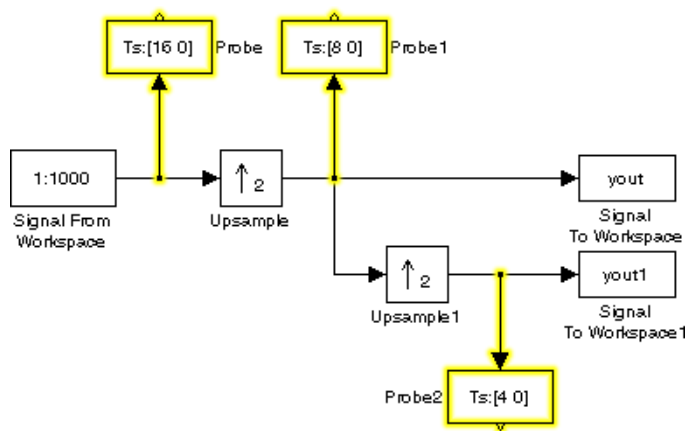 Ts:[16 0]
Probe
Ts:[8 0]
Probe1
1:1000
Signal From
Workspace
↑2
Upsample
yout
Signal
To Workspace
↑2
Upsample1
yout1
Signal
To Workspace1
Probe2
Ts:[4 0]